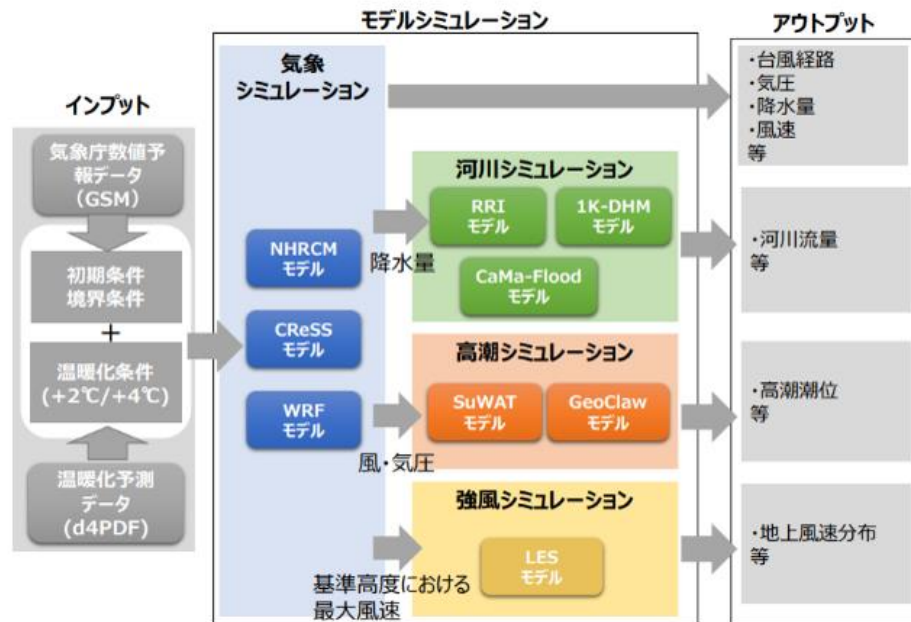 モデルシミュレーション
アウトプット
インプット
気象庁数値予
報データ
（GSM）
初期条件
境界条件
+
温暖化条件
(+2℃/+4℃)
温暖化予測
データ
(d4PDF)
気象
シミュレーション
NHRCM
モデル
CReSS
モデル
WRF
モデル
降水量
風・気圧
基準高度における
最大風速
河川シミュレーション
RRI
モデル
1K-DHM
モデル
CaMa-Flood
モデル
高潮シミュレーション
SuWAT
モデル
GeoClaw
モデル
強風シミュレーション
LES
モデル
・台風経路
・気圧
・降水量
・風速
等
・河川流量
等
・高潮潮位
等
・地上風速分布
等